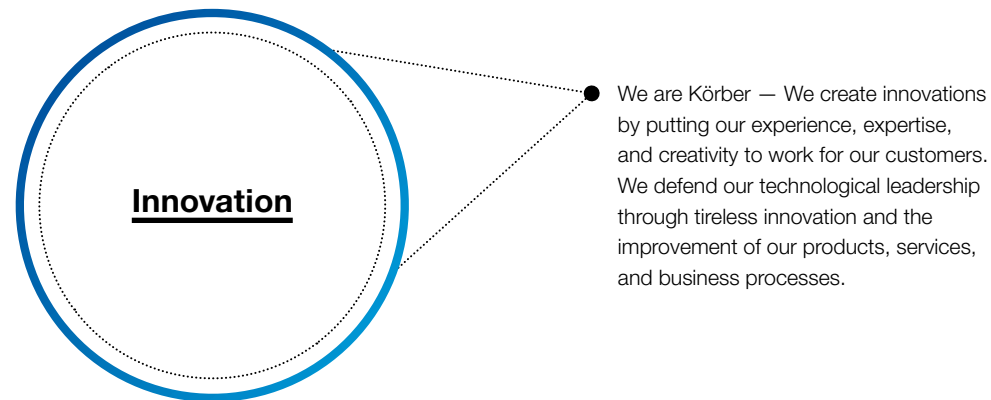 Innovation
We are Körber — We create innovations
by putting our experience, expertise,
and creativity to work for our customers.
We defend our technological leadership
through tireless innovation and the
improvement of our products, services,
and business processes.